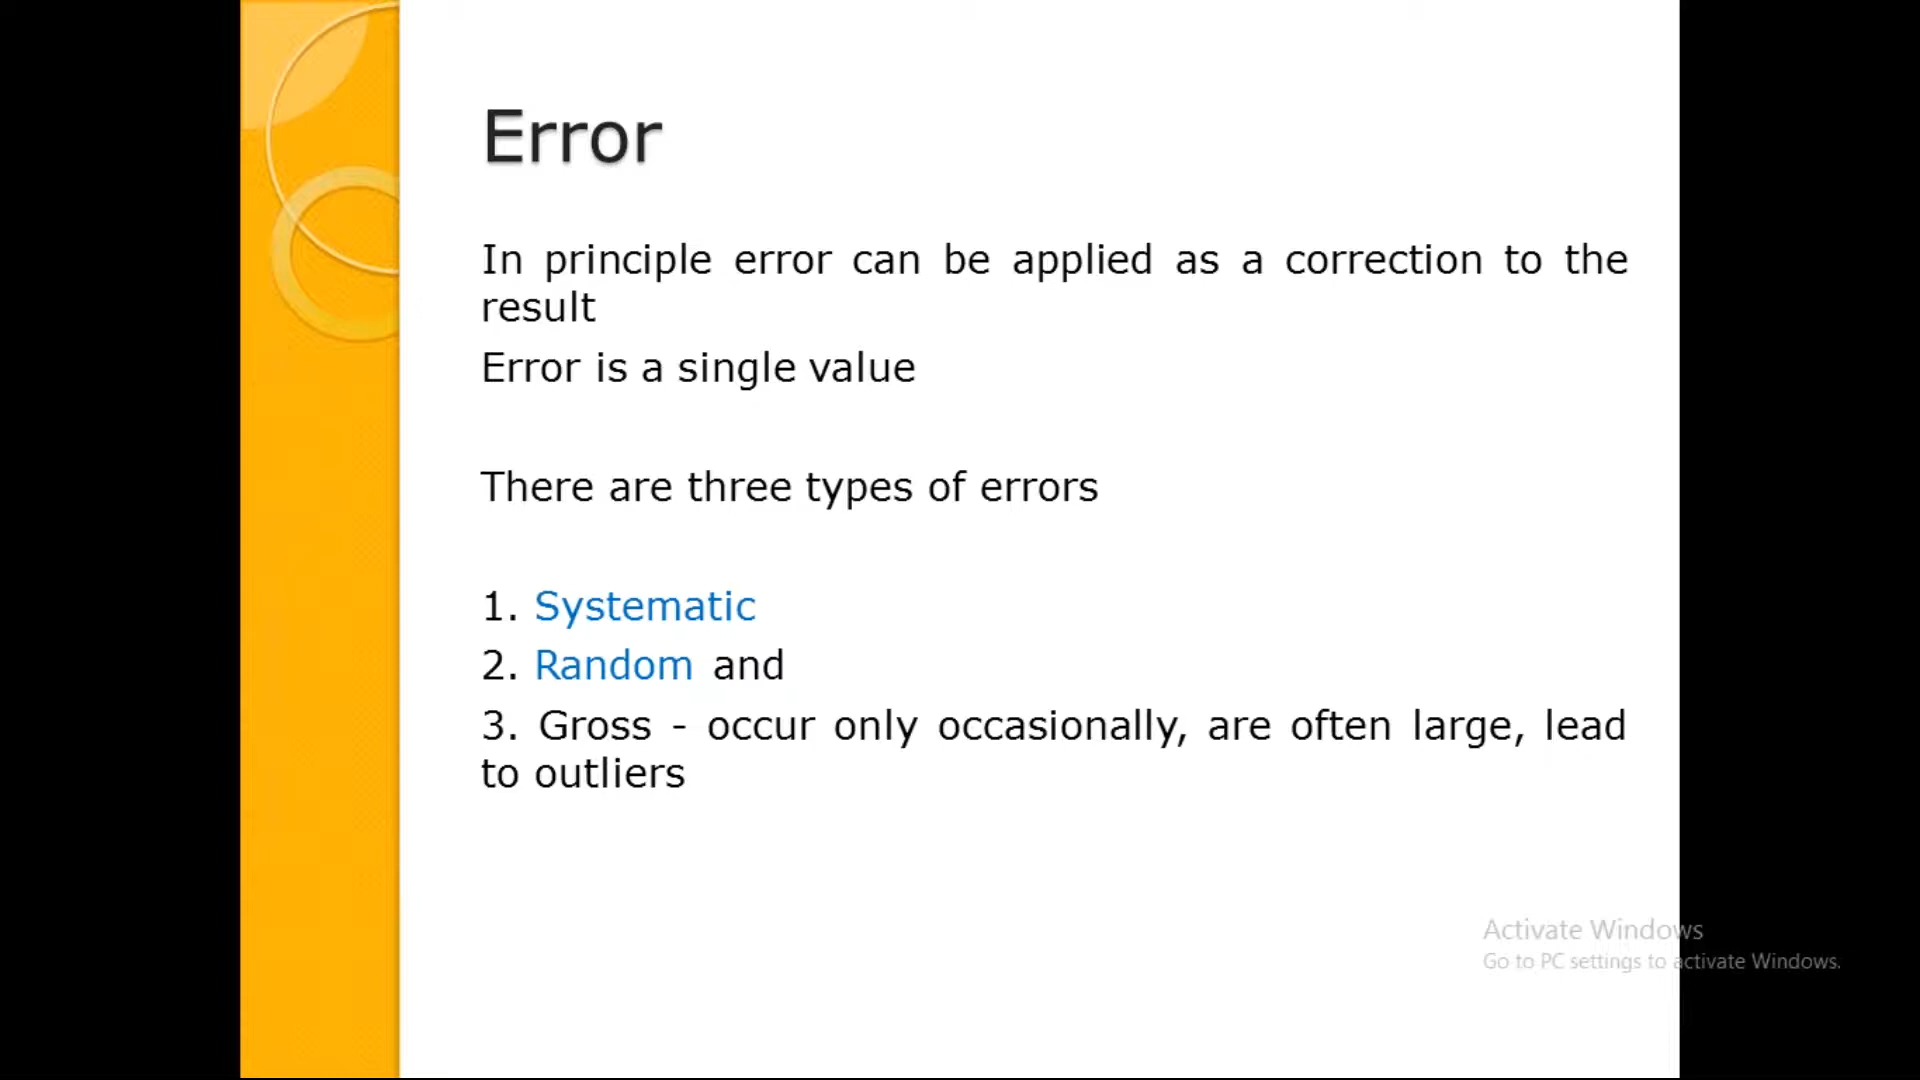 Error
In principle error can be applied as a correction to the
result
Error is a single value
There are three types of errors
1. Systematic
2. Random and
3. Gross - occur only occasionally, are often large, lead
to outliers
Activate Windows
Go to PC settings to activate Windows.